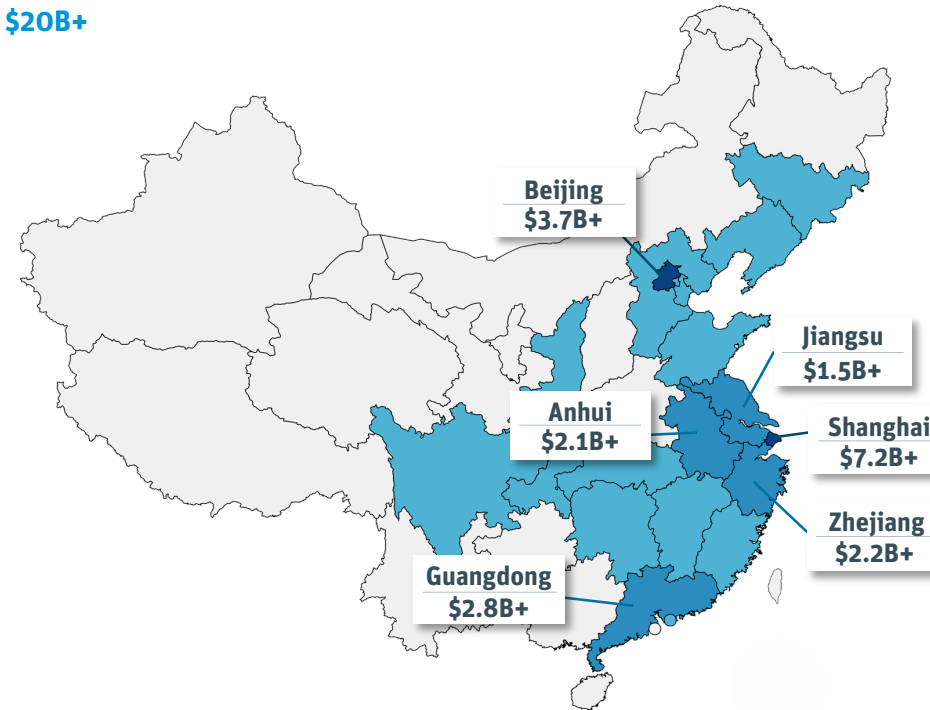 $20B+
Beijing
$3.7B+
Jiangsu
$1.5B+
Anhui
$2.1B+
Shanghai
$7.2B+
Zhejiang
$2.2B+
Guangdong
$2.8B+